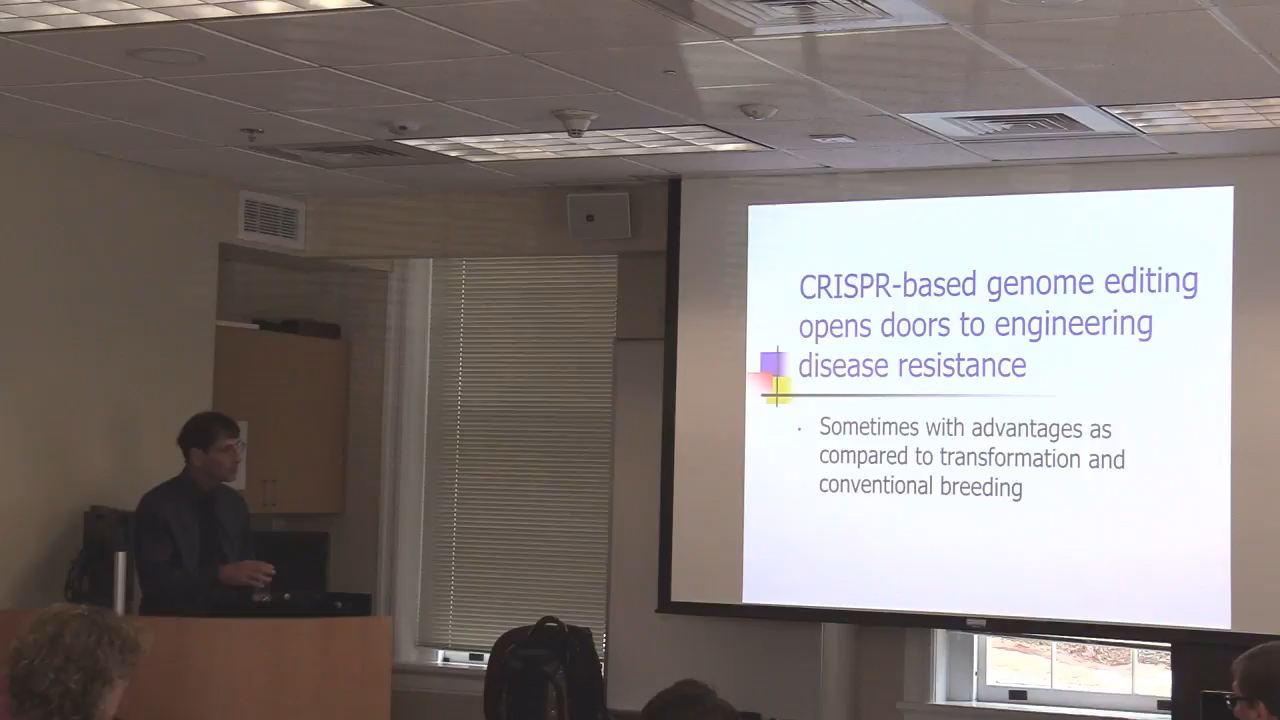 CRISPR-based genome editing
opens doors to engineering
disease resistance
Sometimes with advantages as
compared to transformation and
conventional breeding